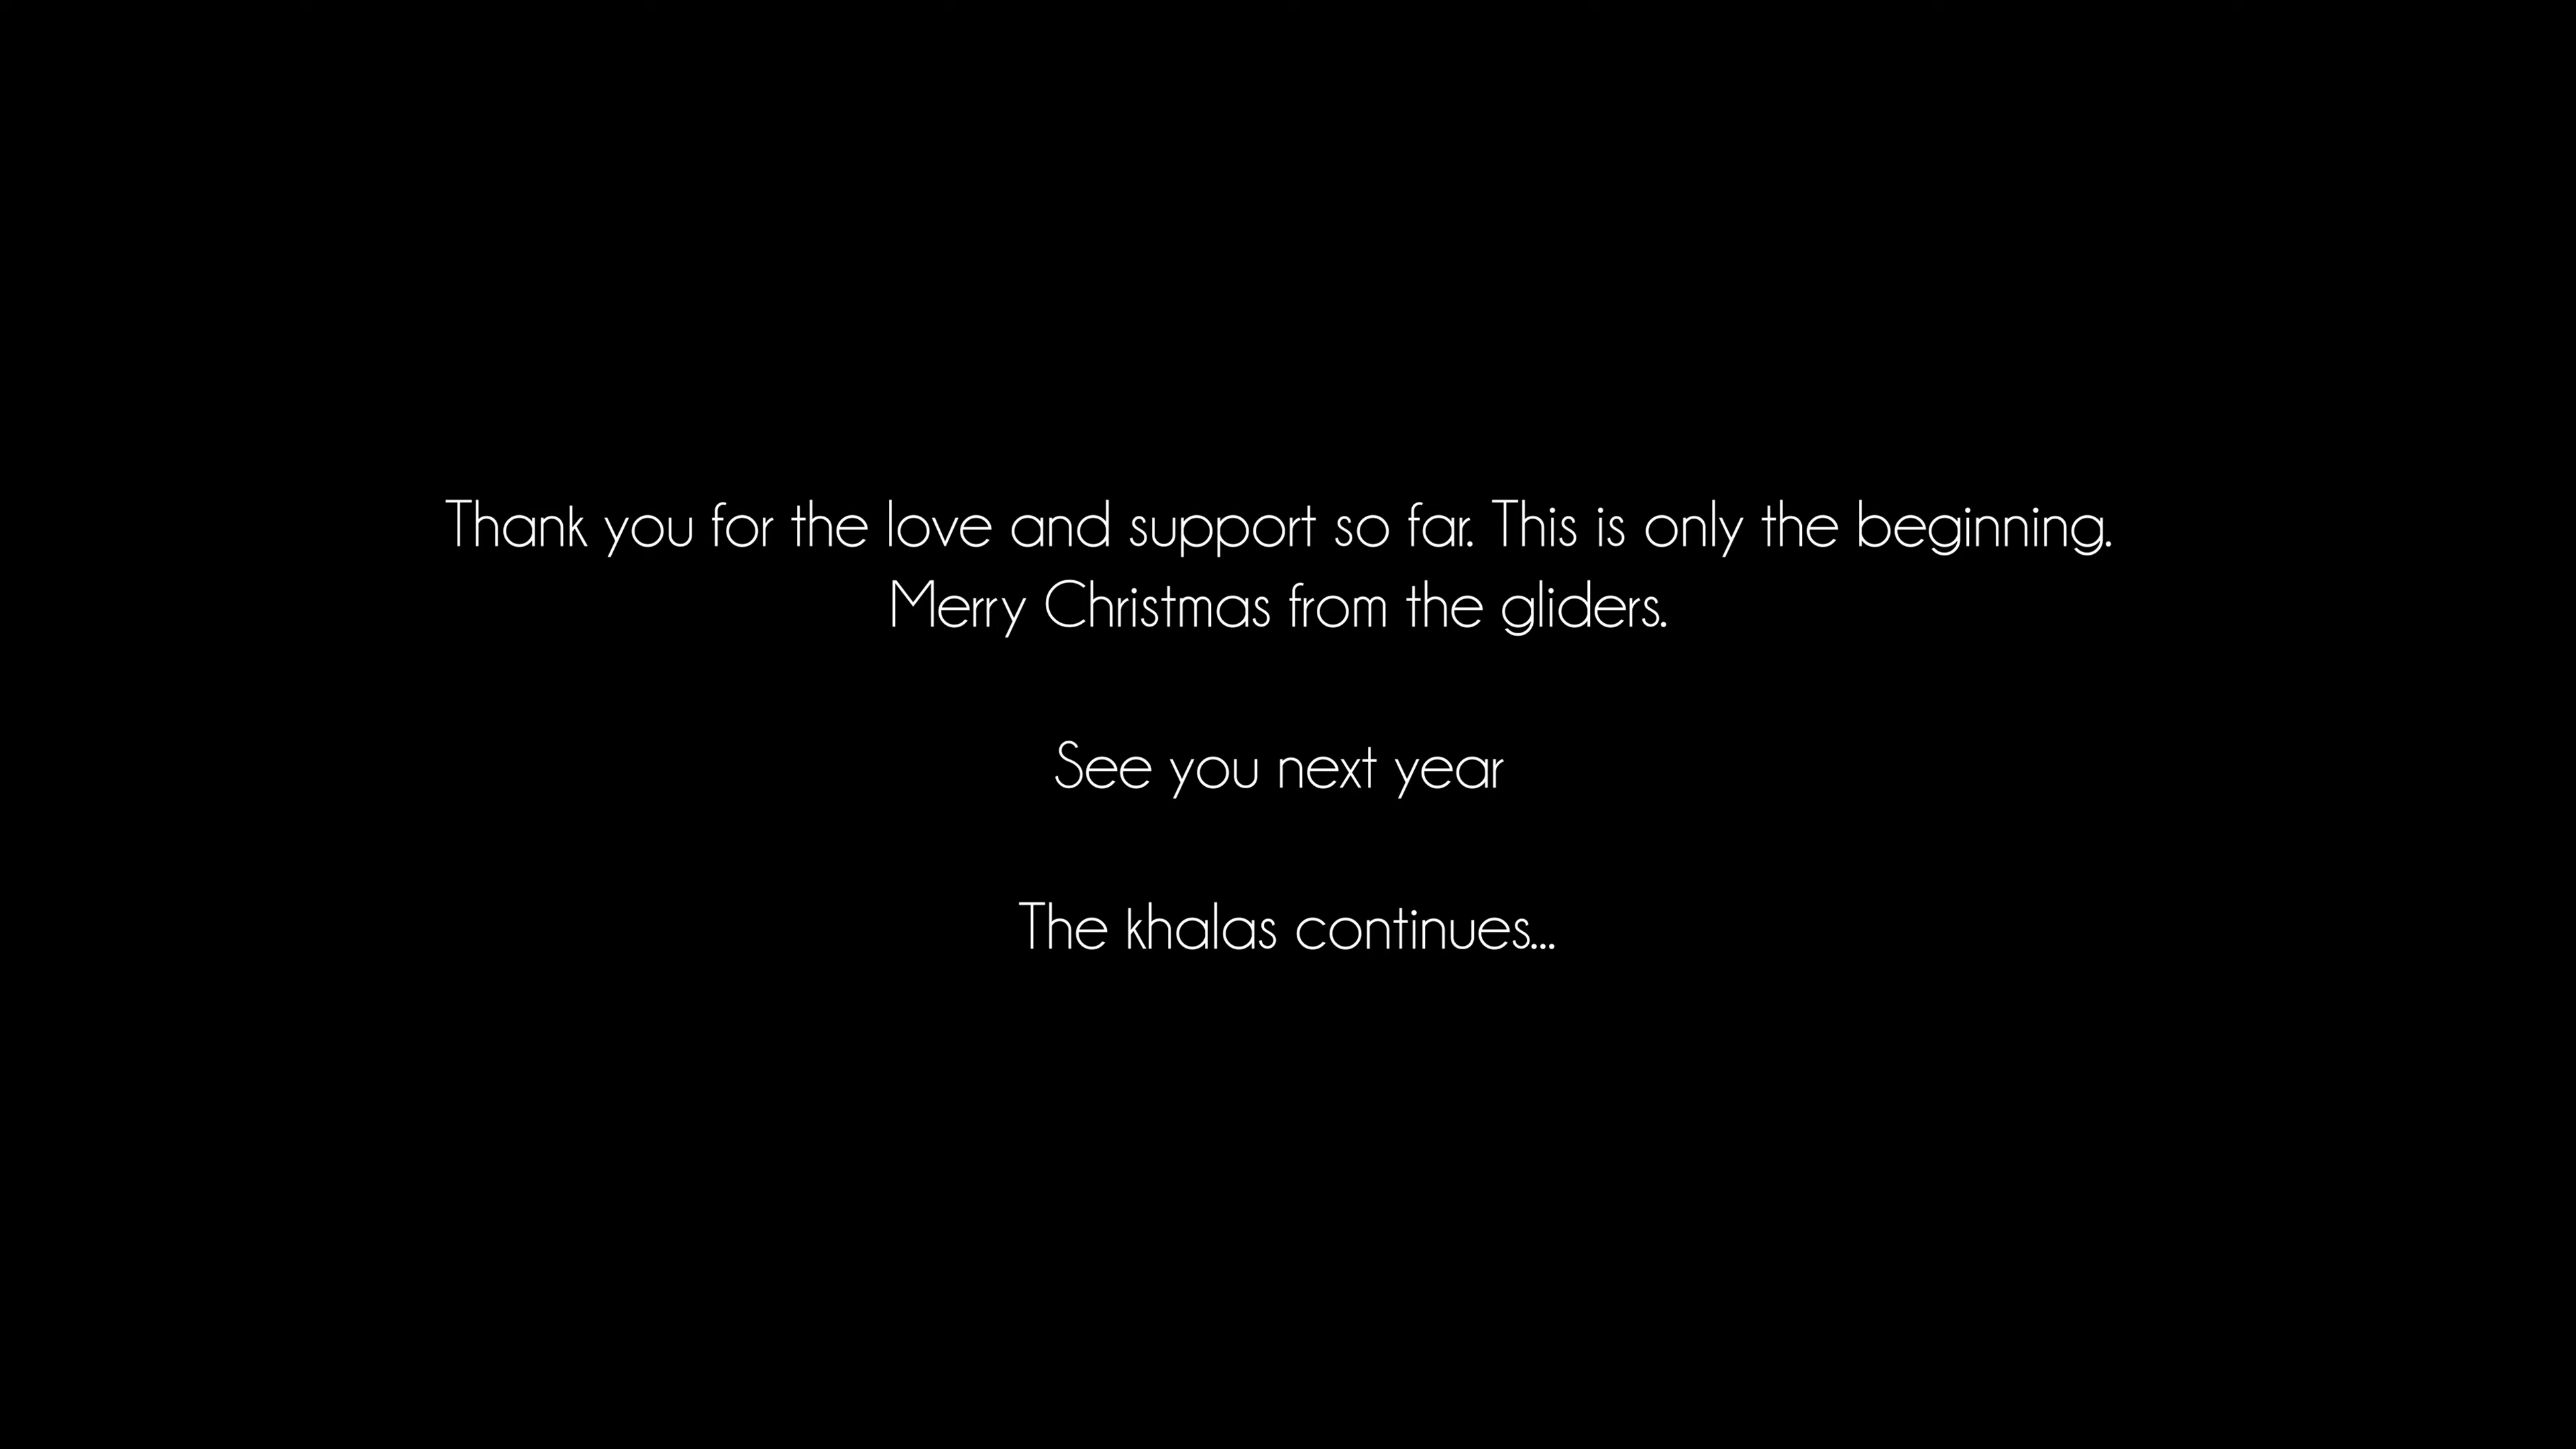 Thank you for the love and support so far. This is only the beginning.
Merry Christmas from the gliders.
See you next year
The khalas continues...